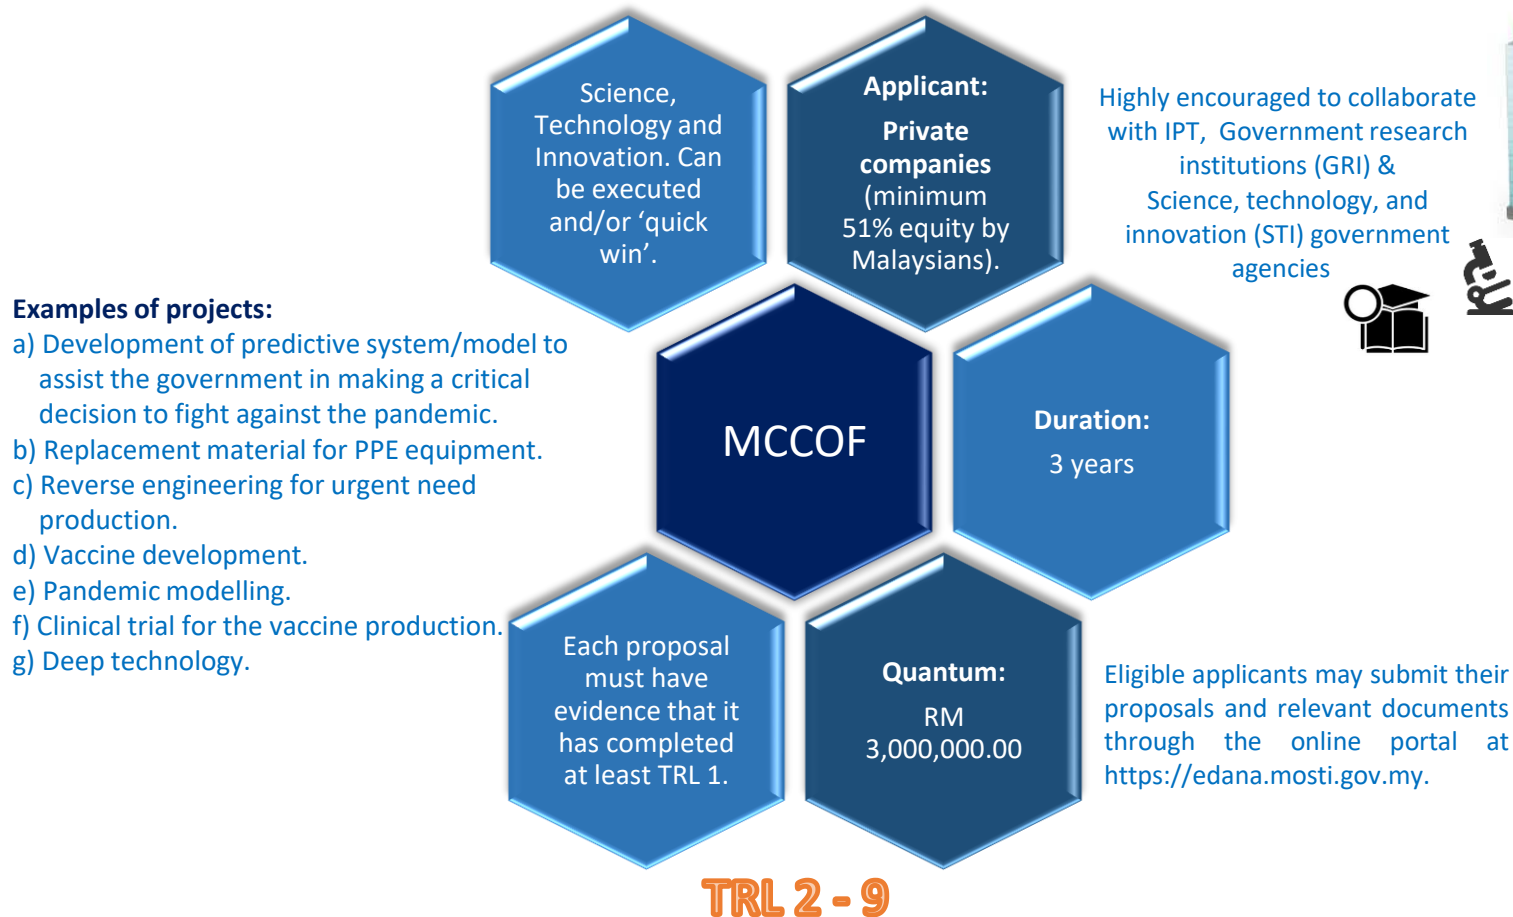 Science,
Technology and
Innovation. Can
be executed
and/or ‘quick
win’.
Applicant:
Private
companies
(minimum
51% equity by
Malaysians).
Highly encouraged to collaborate
with IPT, Government research
institutions (GRI) &
Science, technology, and
innovation (STI) government
agencies
Examples of projects:
a) Development of predictive system/model to
assist the government in making a critical
decision to fight against the pandemic.
b) Replacement material for PPE equipment.
c) Reverse engineering for urgent need
production.
d) Vaccine development.
e) Pandemic modelling.
f) Clinical trial for the vaccine production.
g) Deep technology.
MCCOF
Duration:
3 years
Each proposal
must have
evidence that it
has completed
at least TRL 1.
Quantum:
RM
3,000,000.00
Eligible applicants may submit their
proposals and relevant documents
through the online portal at
https://edana.mosti.gov.my.
TRL 2 - 9